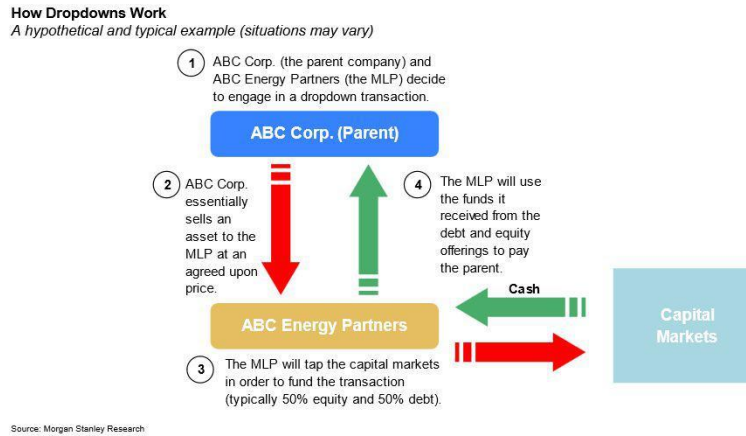 How Dropdowns Work
A hypothetical and typical example (situations may vary)
1
ABC Corp. (the parent company) and
ABC Energy Partners (the MLP) decide
to engage in a dropdown transaction.
ABC Corp. (Parent)
2
ABC Corp.
essentially
sells an
asset to the
MLP at an
agreed upon
price.
4
The MLP will use
the funds it
received from the
debt and equity
offerings to pay
the parent.
Cash
Capital
Markets
ABC Energy Partners
3
The MLP will tap the capital markets
in order to fund the transaction
(typically 50% equity and 50% debt).
Source: Morgan Stanley Research